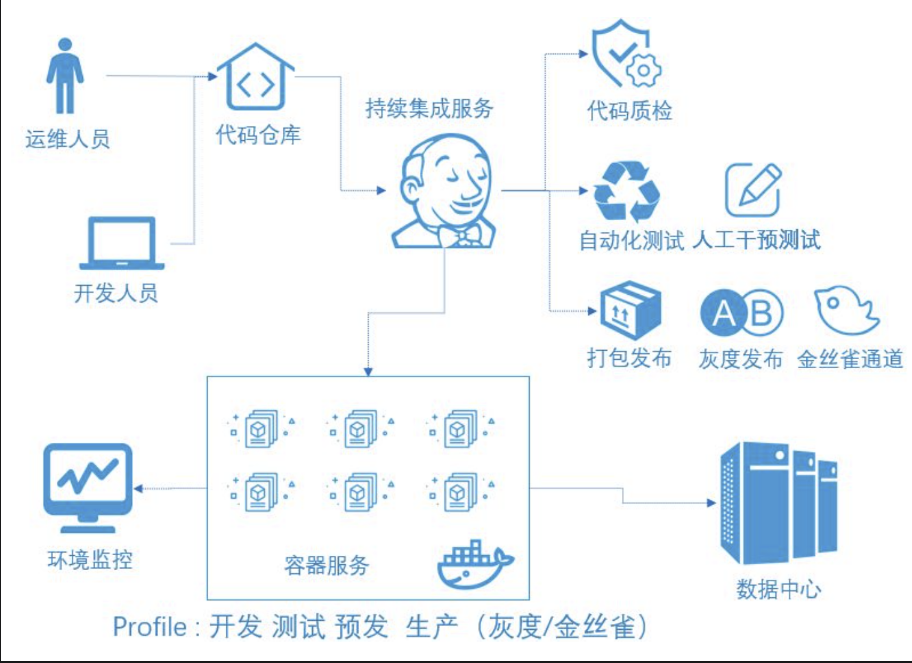 运维人员
代码仓库
持续集成服务
代码质检
开发人员
自动化测试 人工干预测试
A B
打包发布 灰度发布 金丝雀通道
环境监控
容器服务
数据中心
Profile : 开发 测试 预发 生产（灰度/金丝雀）